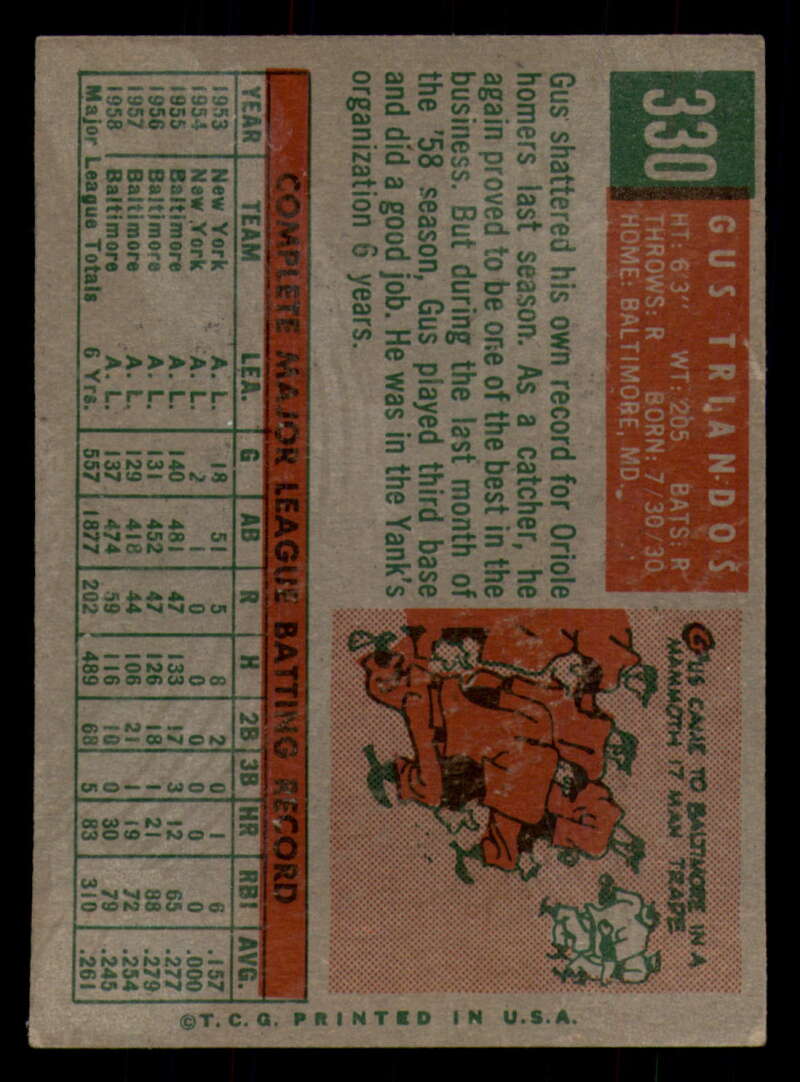 330
GUS TRIANDOS
HT: 6'3" WT: 205 BATS: R
THROWS: R BORN: 7/30/30
HOME: BALTIMORE, MD.
Gus shattered his own record for Oriole
homers last season. As a catcher, he
again proved to be one of the best in the
business. But during the last month of
the '58 season, Gus played third base
and did a good job. He was in the Yank's
organization 6 years.
GUS CAME TO BALTIMORE IN A
MAMMOTH 17 MAN TRADE
COMPLETE MAJOR LEAGUE BATTING RECORD
YEAR TEAM LEA. G AB R H 2B 3B HR RBI AVG.
1953 New York A. L. 18 51 5 8 2 0 1 6 .157
1954 New York A. L. 2 1 0 0 0 0 0 0 .000
1955 Baltimore A. L. 140 481 47 133 17 3 12 65 .277
1956 Baltimore A. L. 131 452 47 126 18 1 21 88 .279
1957 Baltimore A. L. 129 418 44 106 21 1 19 72 .254
1958 Baltimore A. L. 137 474 59 116 10 0 30 79 .245
Major League Totals 6 Yrs. 557 1877 202 489 68 5 83 310 .261
©T.C.G. PRINTED IN U.S.A.